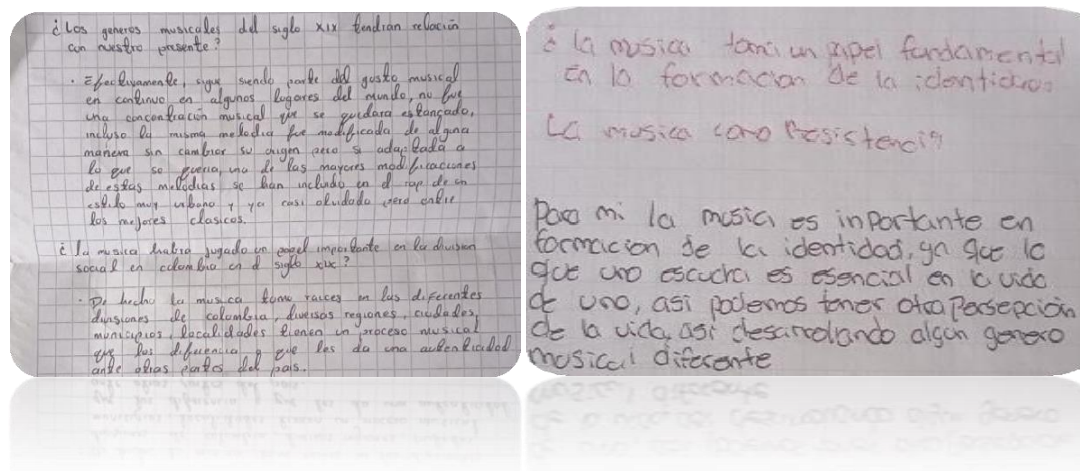 ¿Los generos musicales del siglo XIX tendrian relación
con nuestro presente?
· Efectivamente, sigue siendo parte del gusto musical
en continuo en algunos lugares del mundo, no fue
una concentración musical que se quedara estancado,
incluso la misma melodia fue modificada de alguna
manera sin cambiar su origen pero si adaptada a
lo que se queria, una de las mayores modificaciones
de estas melodias se han incluido en el rap de un
estilo muy urbano y ya casi olvidado pero entre
los mejores clasicos.
¿la musica habra jugado un papel importante en la division
social en colombia en el siglo XIX?
· De hecho la musica tomo raices en las diferentes
divisiones de colombia, diversas regiones, ciudades,
municipios, localidades tienen un proceso musical
que las diferencia y que les da una autenticidad
ante otras partes del pais.
¿ la musica toma un papel fundamental
en la formacion de la identidad
La musica como Resistencia
Para mi la musica es inportante en
formacion de la identidad, ya que lo
que uno escucha es esencial en la vida
de uno, asi podemos tener otra persepción
de la vida, asi desarrolando algun genero
musical diferente